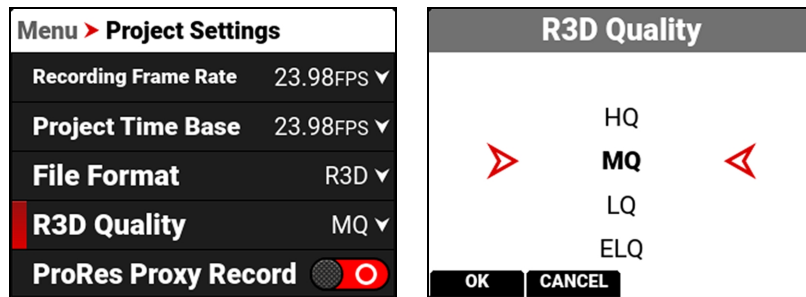 Menu > Project Settings
Recording Frame Rate 23.98FPS
Project Time Base 23.98FPS
File Format R3D
R3D Quality MQ
ProRes Proxy Record
R3D Quality
HQ
MQ
LQ
ELQ
OK CANCEL